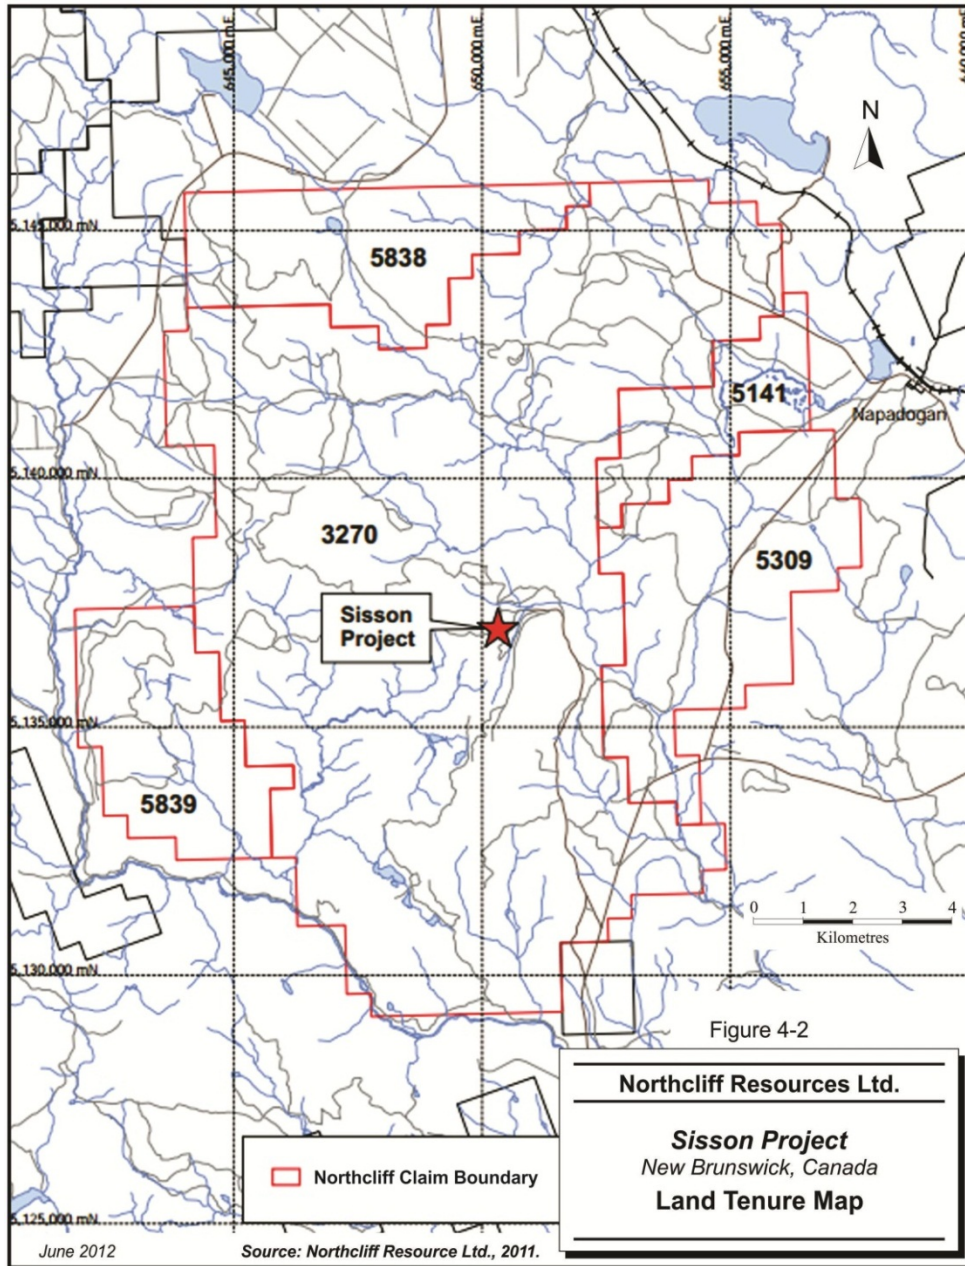 645,000 mE
650,000 mE
655,000 mE
N
5,145,000 mN
5838
5141
Napadogan
5,140,000 mN
3270
5309
Sisson
Project
5,135,000 mN
5839
0 1 2 3 4
Kilometres
5,130,000 mN
Figure 4-2
Northcliff Resources Ltd.
Sisson Project
New Brunswick, Canada
Land Tenure Map
Northcliff Claim Boundary
5,125,000 mN
June 2012
Source: Northcliff Resource Ltd., 2011.